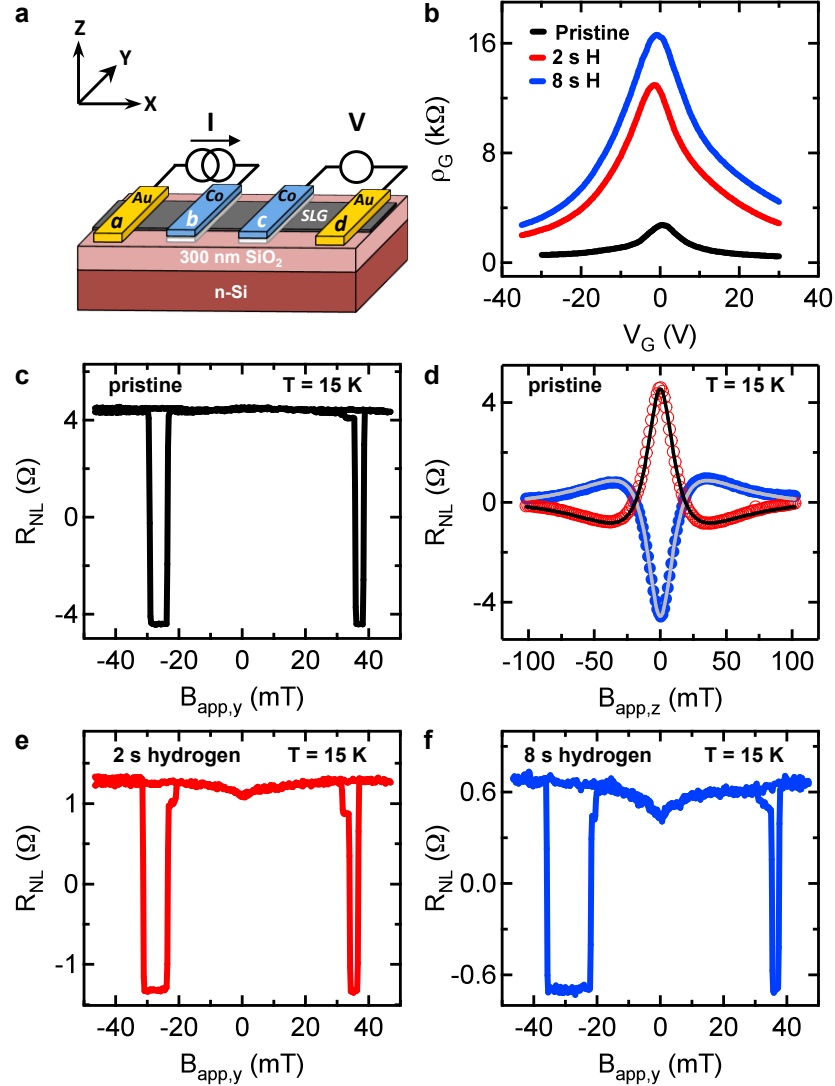 a
Z
Y
X
I
V
Au
Co
Co
Au
a
b
c
SLG
d
300 nm SiO₂
n-Si
b
Pristine
2 s H
8 s H
16
12
8
4
0
ρG (kΩ)
-40 -20 0 20 40
VG (V)
c
pristine T = 15 K
4
0
-4
RNL (Ω)
-40 -20 0 20 40
Bapp,y (mT)
d
pristine T = 15 K
4
0
-4
RNL (Ω)
-100 -50 0 50 100
Bapp,z (mT)
e
2 s hydrogen T = 15 K
1
0
-1
RNL (Ω)
-40 -20 0 20 40
Bapp,y (mT)
f
8 s hydrogen T = 15 K
0.6
0.0
-0.6
RNL (Ω)
-40 -20 0 20 40
Bapp,y (mT)